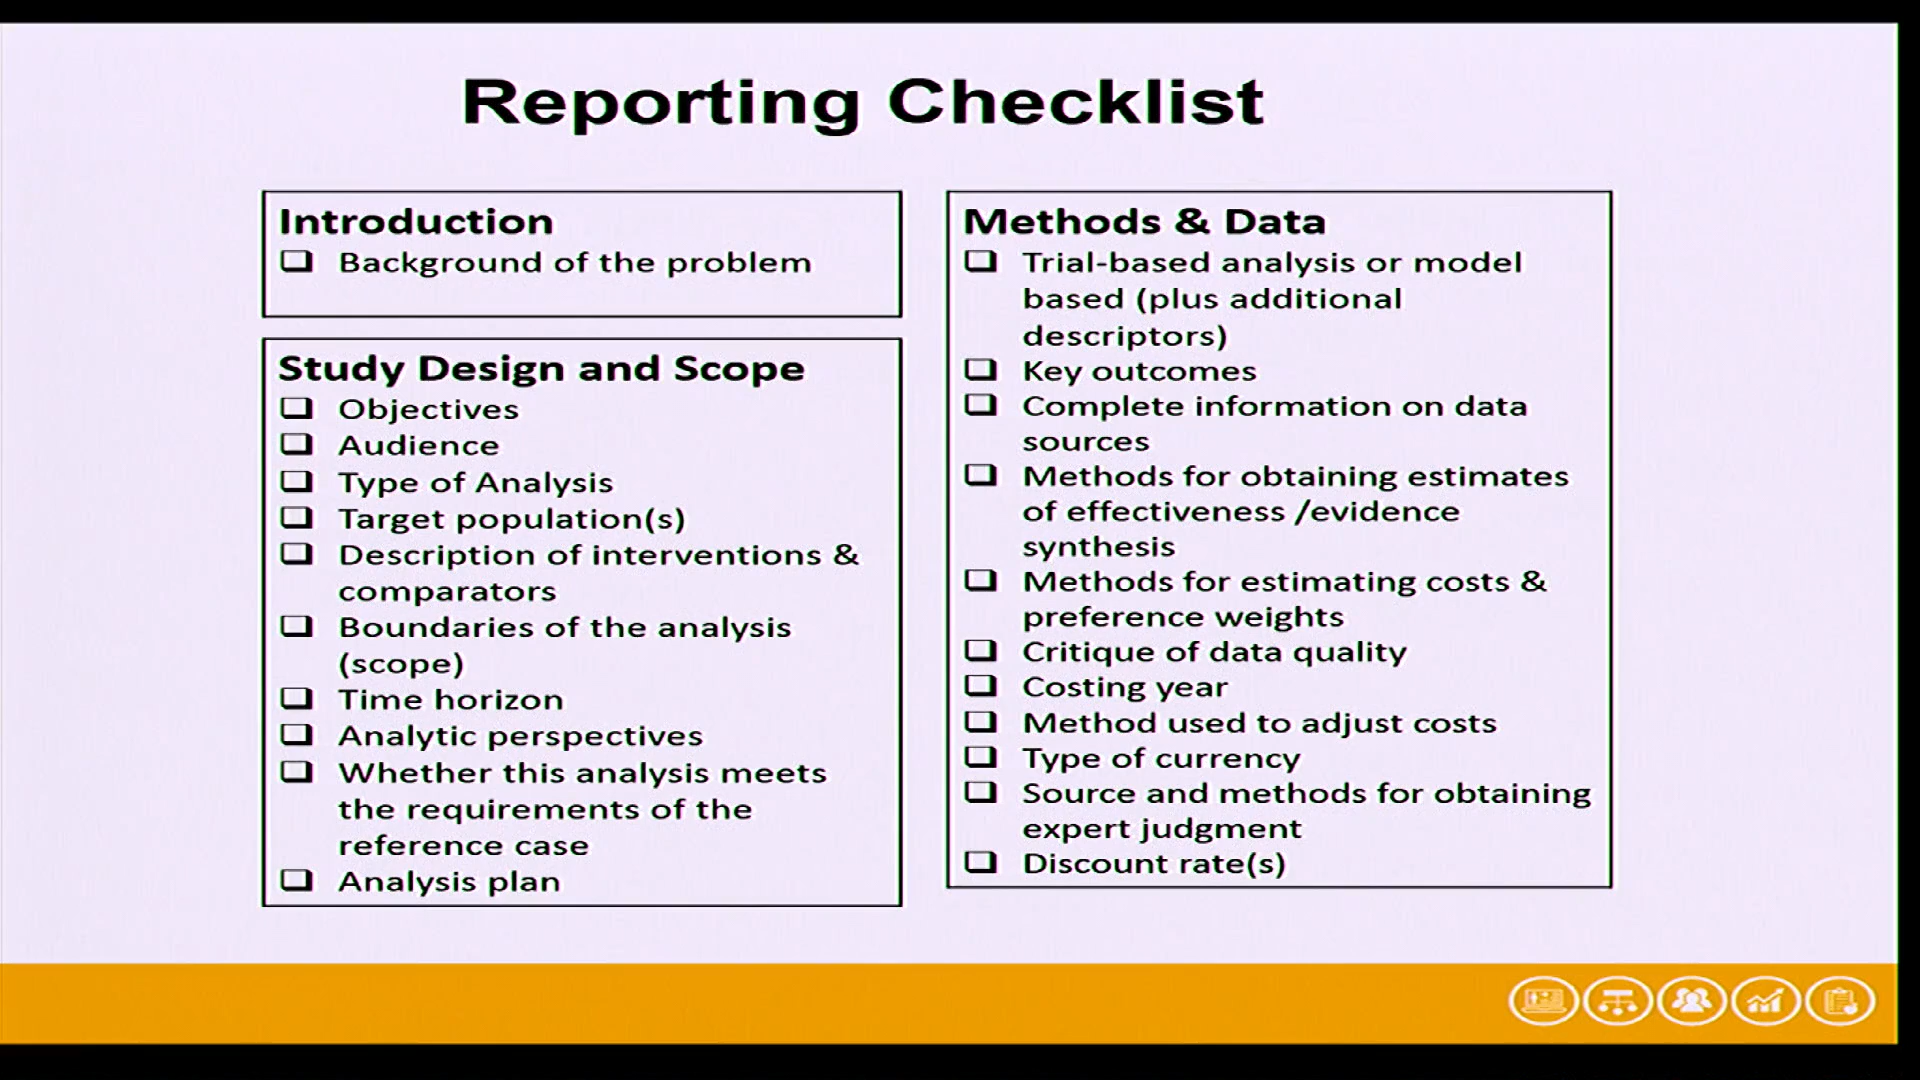 Reporting Checklist
Introduction
❑ Background of the problem
Study Design and Scope
❑ Objectives
❑ Audience
❑ Type of Analysis
❑ Target population(s)
❑ Description of interventions &
comparators
❑ Boundaries of the analysis
(scope)
❑ Time horizon
❑ Analytic perspectives
❑ Whether this analysis meets
the requirements of the
reference case
❑ Analysis plan
Methods & Data
❑ Trial-based analysis or model
based (plus additional
descriptors)
❑ Key outcomes
❑ Complete information on data
sources
❑ Methods for obtaining estimates
of effectiveness /evidence
synthesis
❑ Methods for estimating costs &
preference weights
❑ Critique of data quality
❑ Costing year
❑ Method used to adjust costs
❑ Type of currency
❑ Source and methods for obtaining
expert judgment
❑ Discount rate(s)